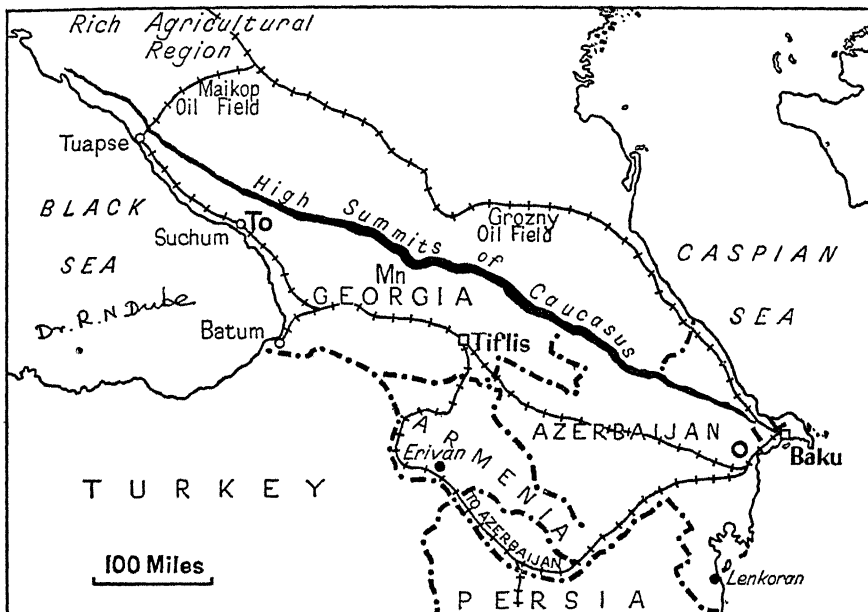 Rich Agricultural
Region
Maikop
Oil Field
Tuapse
BLACK
SEA
Suchum
To
High Summits of Caucasus
Grozny
Oil Field
CASPIAN
SEA
Mn
GEORGIA
Dr. R. N Dube
Batum
Tiflis
ARMENIA
Erivan
AZERBAIJAN
O
Baku
TURKEY
TO AZERBAIJAN
100 Miles
PERSIA
Lenkoran